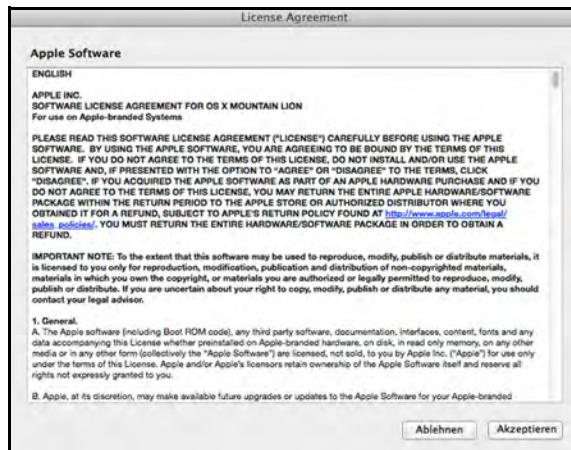 License Agreement
Apple Software
ENGLISH
APPLE INC.
SOFTWARE LICENSE AGREEMENT FOR OS X MOUNTAIN LION
For use on Apple-branded Systems
PLEASE READ THIS SOFTWARE LICENSE AGREEMENT ("LICENSE") CAREFULLY BEFORE USING THE APPLE
SOFTWARE. BY USING THE APPLE SOFTWARE, YOU ARE AGREEING TO BE BOUND BY THE TERMS OF THIS
LICENSE. IF YOU DO NOT AGREE TO THE TERMS OF THIS LICENSE, DO NOT INSTALL AND/OR USE THE APPLE
SOFTWARE AND, IF PRESENTED WITH THE OPTION TO "AGREE" OR "DISAGREE" TO THE TERMS, CLICK
"DISAGREE". IF YOU ACQUIRED THE APPLE SOFTWARE AS PART OF AN APPLE HARDWARE PURCHASE AND IF YOU
DO NOT AGREE TO THE TERMS OF THIS LICENSE, YOU MAY RETURN THE ENTIRE APPLE HARDWARE/SOFTWARE
PACKAGE WITHIN THE RETURN PERIOD TO THE APPLE STORE OR AUTHORIZED DISTRIBUTOR WHERE YOU
OBTAINED IT FOR A REFUND, SUBJECT TO APPLE'S RETURN POLICY FOUND AT http://www.apple.com/legal/
sales_policies/. YOU MUST RETURN THE ENTIRE HARDWARE/SOFTWARE PACKAGE IN ORDER TO OBTAIN A
REFUND.
IMPORTANT NOTE: To the extent that this software may be used to reproduce, modify, publish or distribute materials, it
is licensed to you only for reproduction, modification, publication and distribution of non-copyrighted materials,
materials in which you own the copyright, or materials you are authorized or legally permitted to reproduce, modify,
publish or distribute. If you are uncertain about your right to copy, modify, publish or distribute any material, you should
contact your legal advisor.
1. General.
A. The Apple software (including Boot ROM code), any third party software, documentation, interfaces, content, fonts and any
data accompanying this License whether preinstalled on Apple-branded hardware, on disk, in read only memory, on any other
media or in any other form (collectively the "Apple Software") are licensed, not sold, to you by Apple Inc. ("Apple") for use only
under the terms of this License. Apple and/or Apple's licensors retain ownership of the Apple Software itself and reserve all
rights not expressly granted to you.
B. Apple, at its discretion, may make available future upgrades or updates to the Apple Software for your Apple-branded
Ablehnen
Akzeptieren